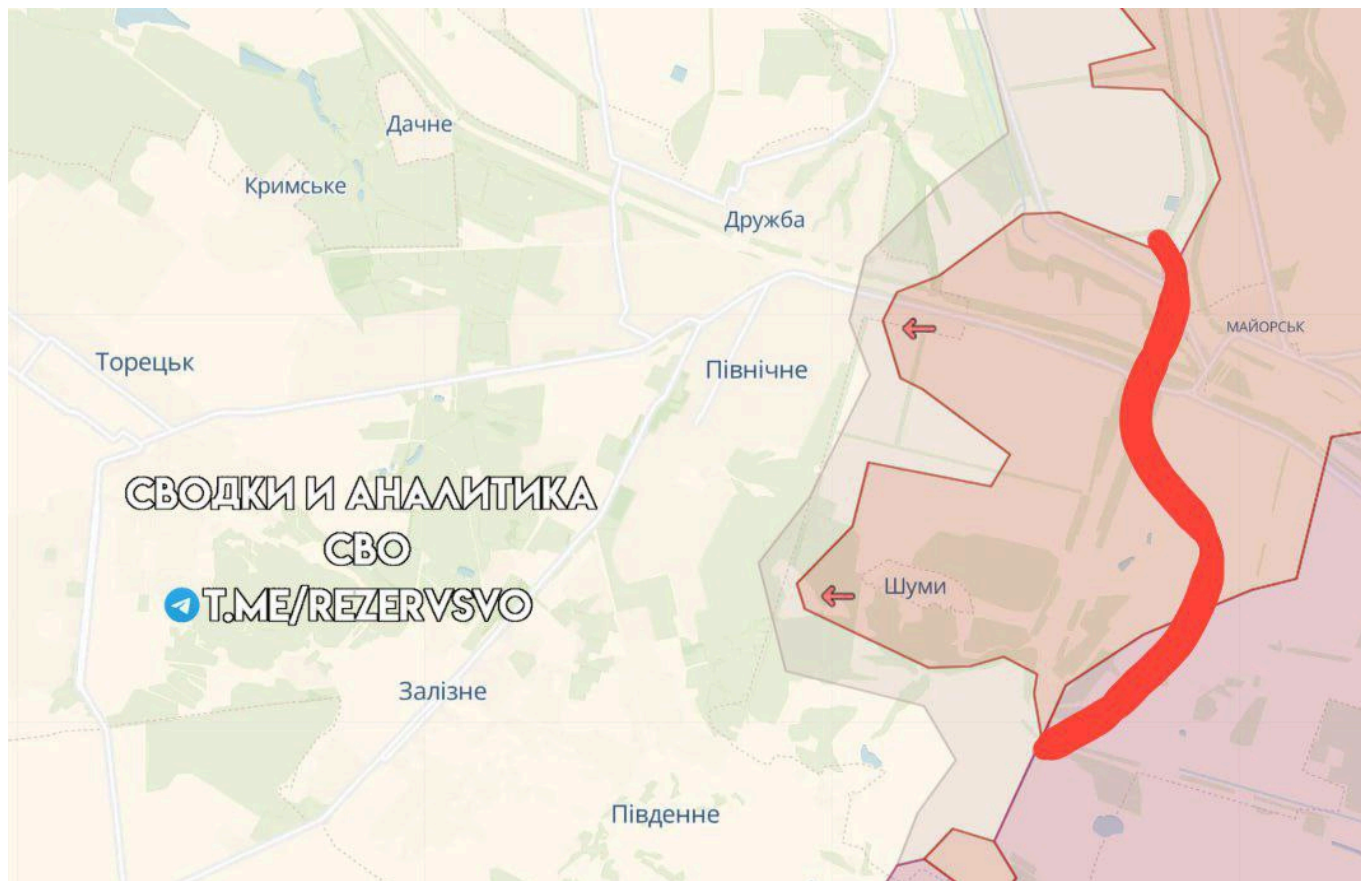 Дачне
Кримське
Дружба
МАЙОРСЬК
Торецьк
Північне
СВОДКИ И АНАЛИТИКА
СВО
T.ME/REZERVSVO
Шуми
Залізне
Південне